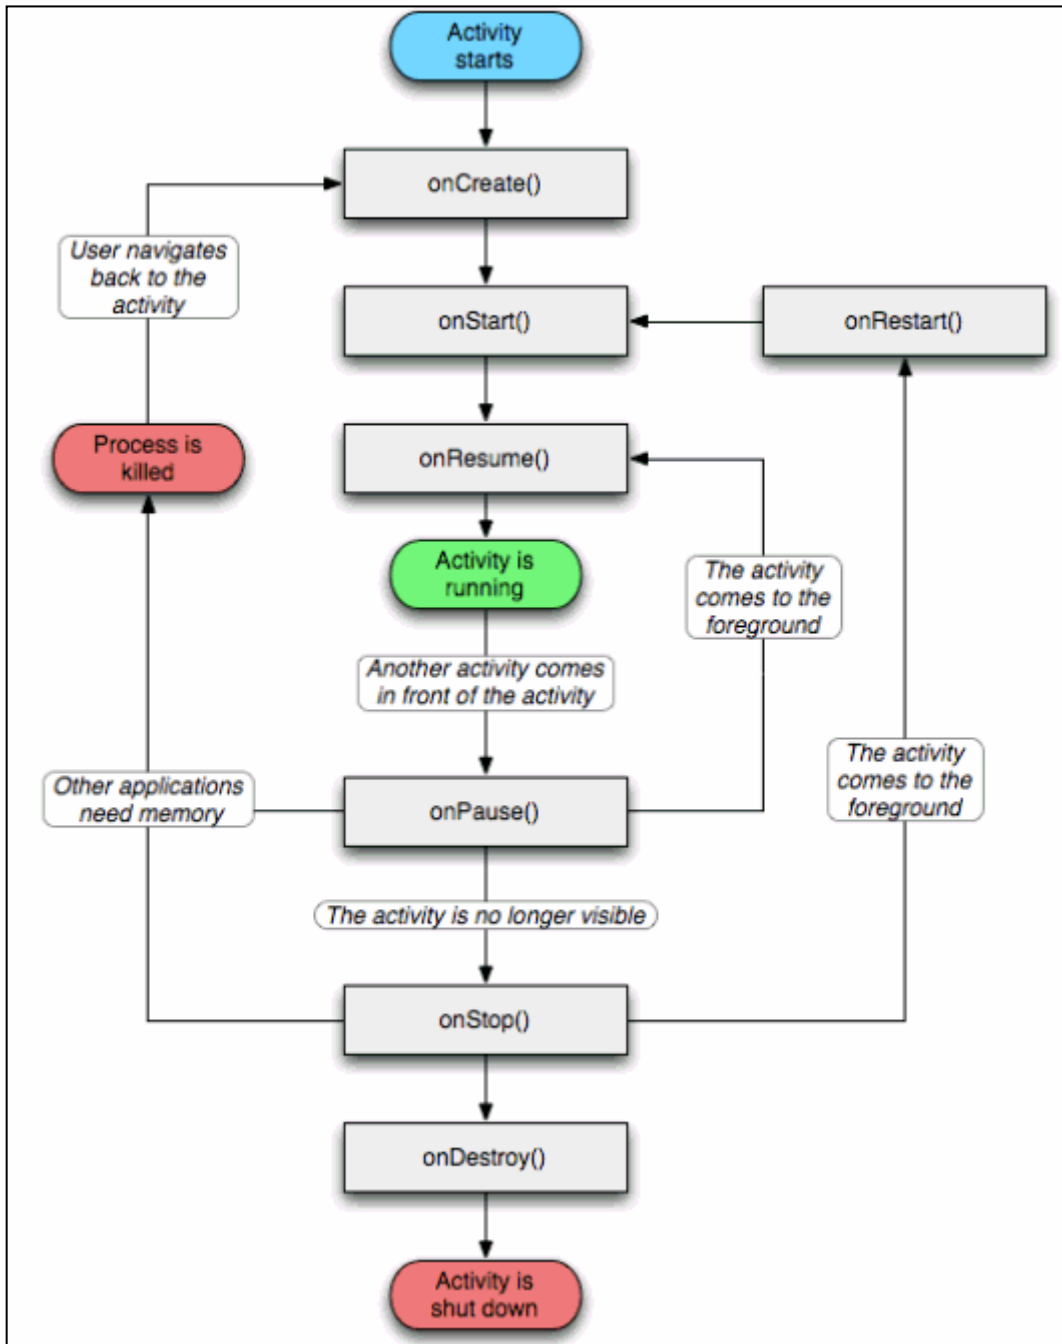 Activity
starts
onCreate()
User navigates
back to the
activity
onStart()
onRestart()
Process is
killed
onResume()
Activity is
running
The activity
comes to the
foreground
Another activity comes
in front of the activity
The activity
comes to the
foreground
Other applications
need memory
onPause()
The activity is no longer visible
onStop()
onDestroy()
Activity is
shut down